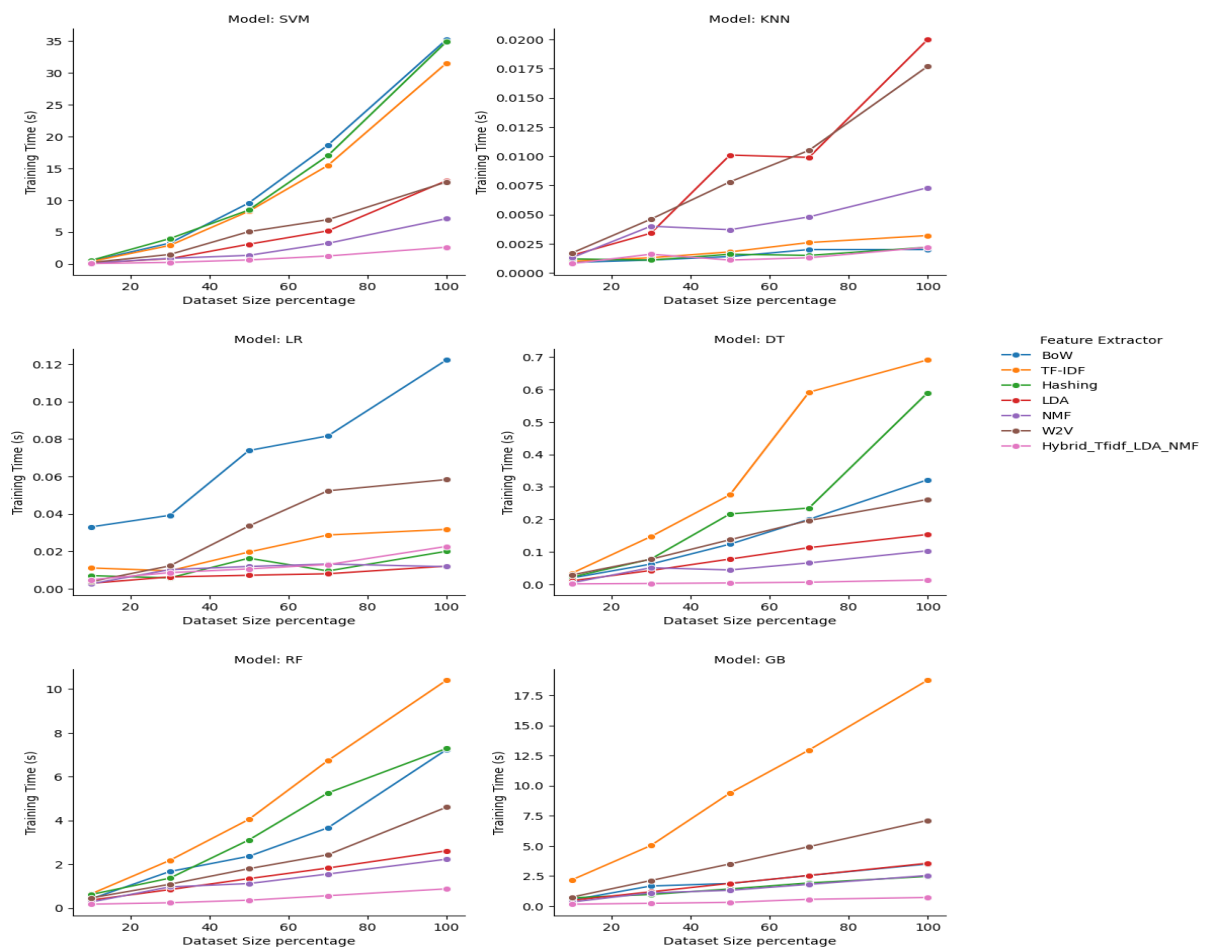 Model: SVM
Training Time (s)
35
30
25
20
15
10
5
0
20 40 60 80 100
Dataset Size percentage
Model: KNN
Training Time (s)
0.0200
0.0175
0.0150
0.0125
0.0100
0.0075
0.0050
0.0025
0.0000
20 40 60 80 100
Dataset Size percentage
Model: LR
Training Time (s)
0.12
0.10
0.08
0.06
0.04
0.02
0.00
20 40 60 80 100
Dataset Size percentage
Model: DT
Training Time (s)
0.7
0.6
0.5
0.4
0.3
0.2
0.1
0.0
20 40 60 80 100
Dataset Size percentage
Feature Extractor
BoW
TF-IDF
Hashing
LDA
NMF
W2V
Hybrid_Tfidf_LDA_NMF
Model: RF
Training Time (s)
10
8
6
4
2
0
20 40 60 80 100
Dataset Size percentage
Model: GB
Training Time (s)
17.5
15.0
12.5
10.0
7.5
5.0
2.5
0.0
20 40 60 80 100
Dataset Size percentage